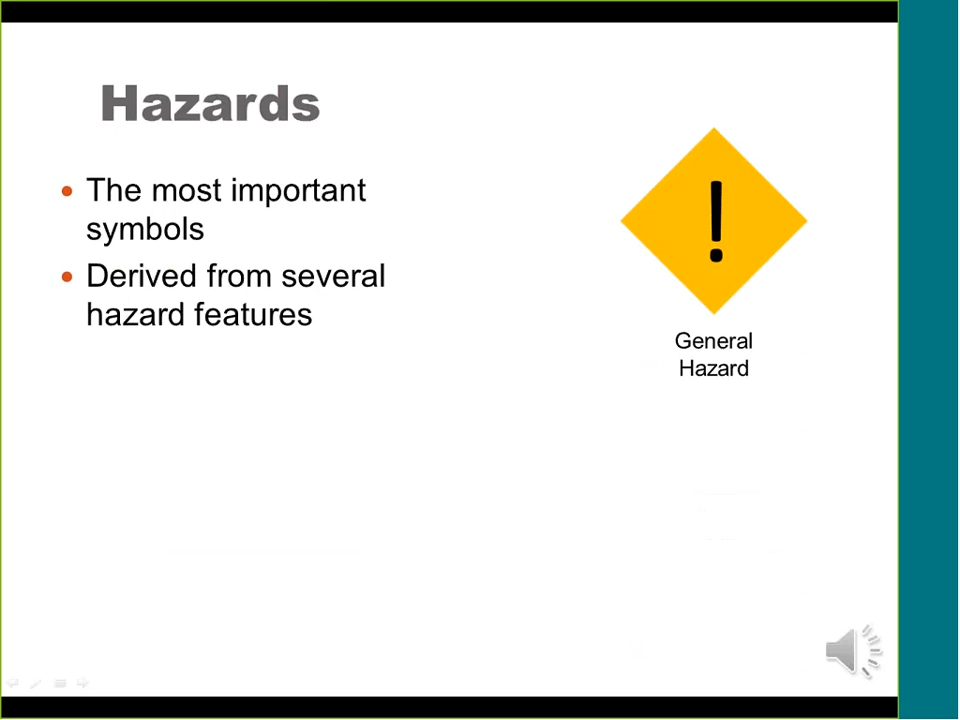 Hazards
The most important
symbols
Derived from several
hazard features
!
General
Hazard